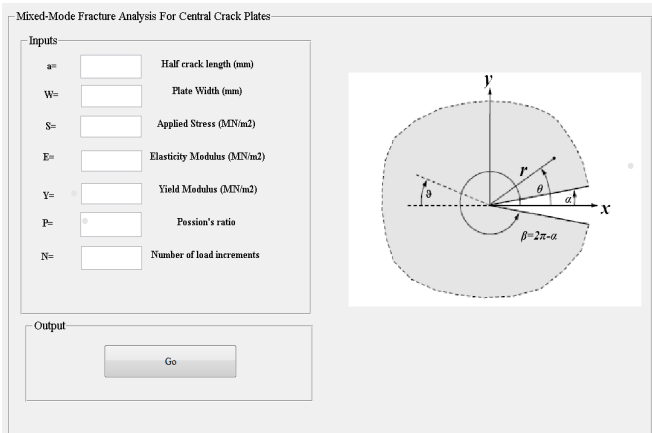 Mixed-Mode Fracture Analysis For Central Crack Plates
Inputs
a= Half crack length (mm)
W= Plate Width (mm)
S= Applied Stress (MN/m2)
E= Elasticity Modulus (MN/m2)
Y= Yield Modulus (MN/m2)
P= Possion's ratio
N= Number of load increments
Output
Go
y
r
θ
ϑ
α
x
β=2π-α